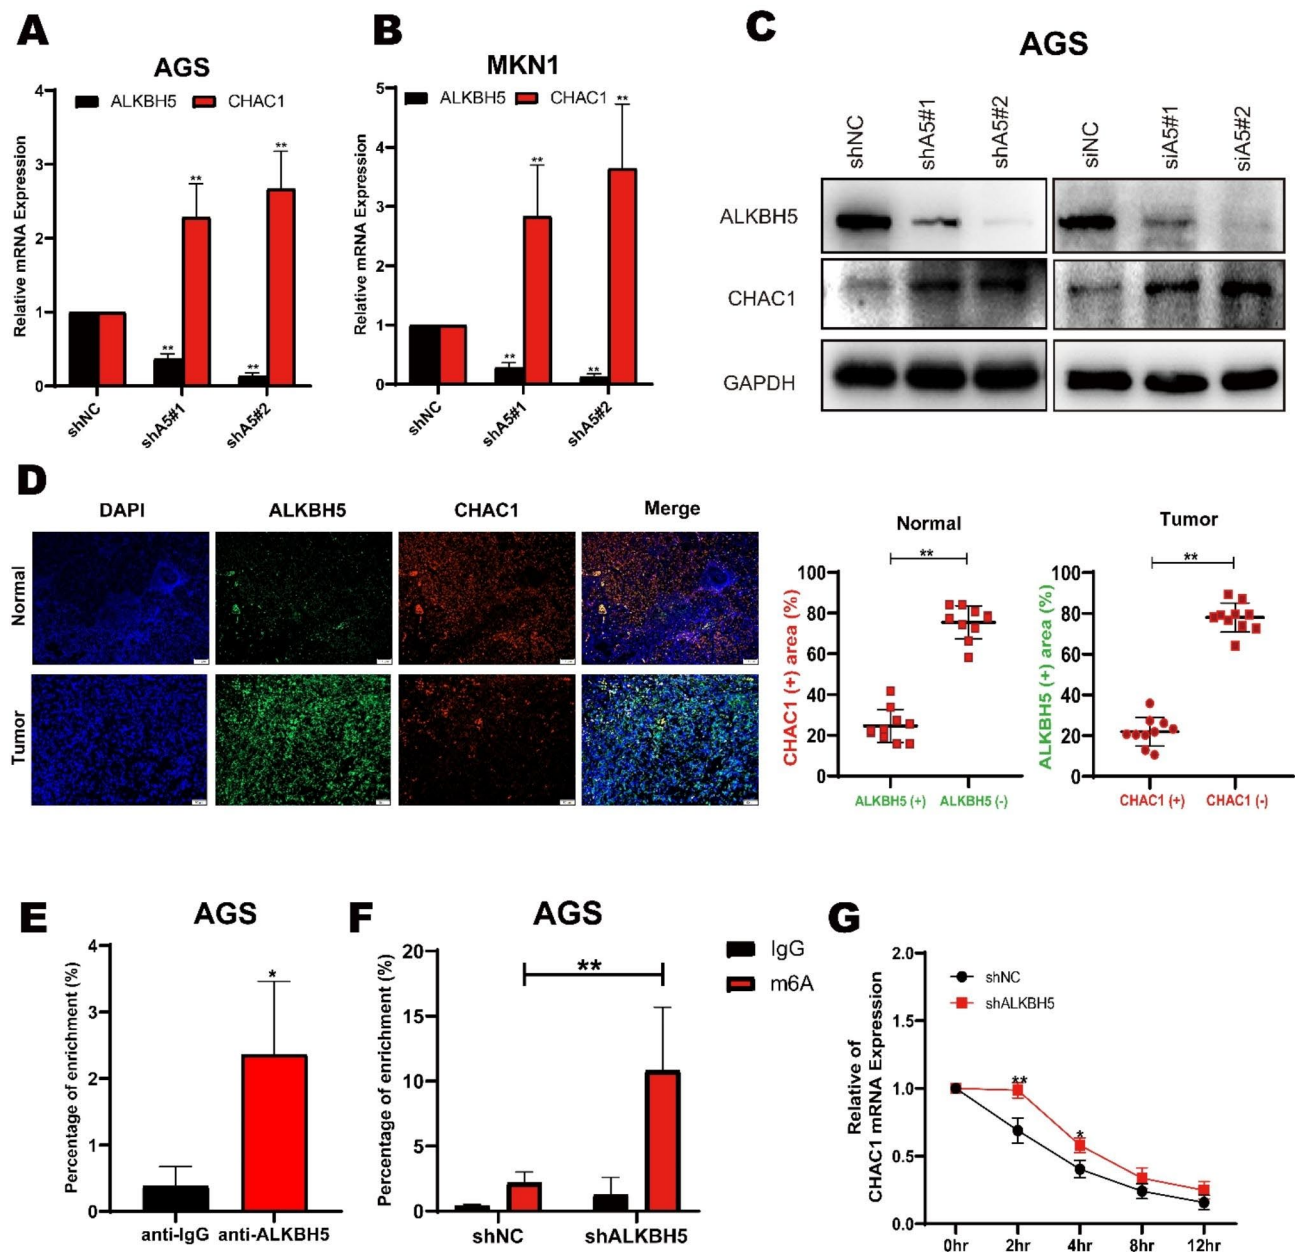 A
AGS
ALKBH5
CHAC1
Relative mRNA Expression
4
3
2
1
0
**
**
**
**
shNC
shA5#1
shA5#2
B
MKN1
ALKBH5
CHAC1
Relative mRNA Expression
5
4
3
2
1
0
**
**
**
**
shNC
shA5#1
shA5#2
C
AGS
shNC
shA5#1
shA5#2
siNC
siA5#1
siA5#2
ALKBH5
CHAC1
GAPDH
D
DAPI
ALKBH5
CHAC1
Merge
Normal
Tumor
Normal
**
CHAC1 (+) area (%)
100
80
60
40
20
0
ALKBH5 (+)
ALKBH5 (-)
Tumor
**
ALKBH5 (+) area (%)
100
80
60
40
20
0
CHAC1 (+)
CHAC1 (-)
E
AGS
Percentage of enrichment (%)
4
3
2
1
0
*
anti-IgG
anti-ALKBH5
F
AGS
Percentage of enrichment (%)
20
15
10
5
0
**
shNC
shALKBH5
IgG
m6A
G
Relative of
CHAC1 mRNA Expression
2.0
1.5
1.0
0.5
0.0
shNC
shALKBH5
**
*
0hr
2hr
4hr
8hr
12hr